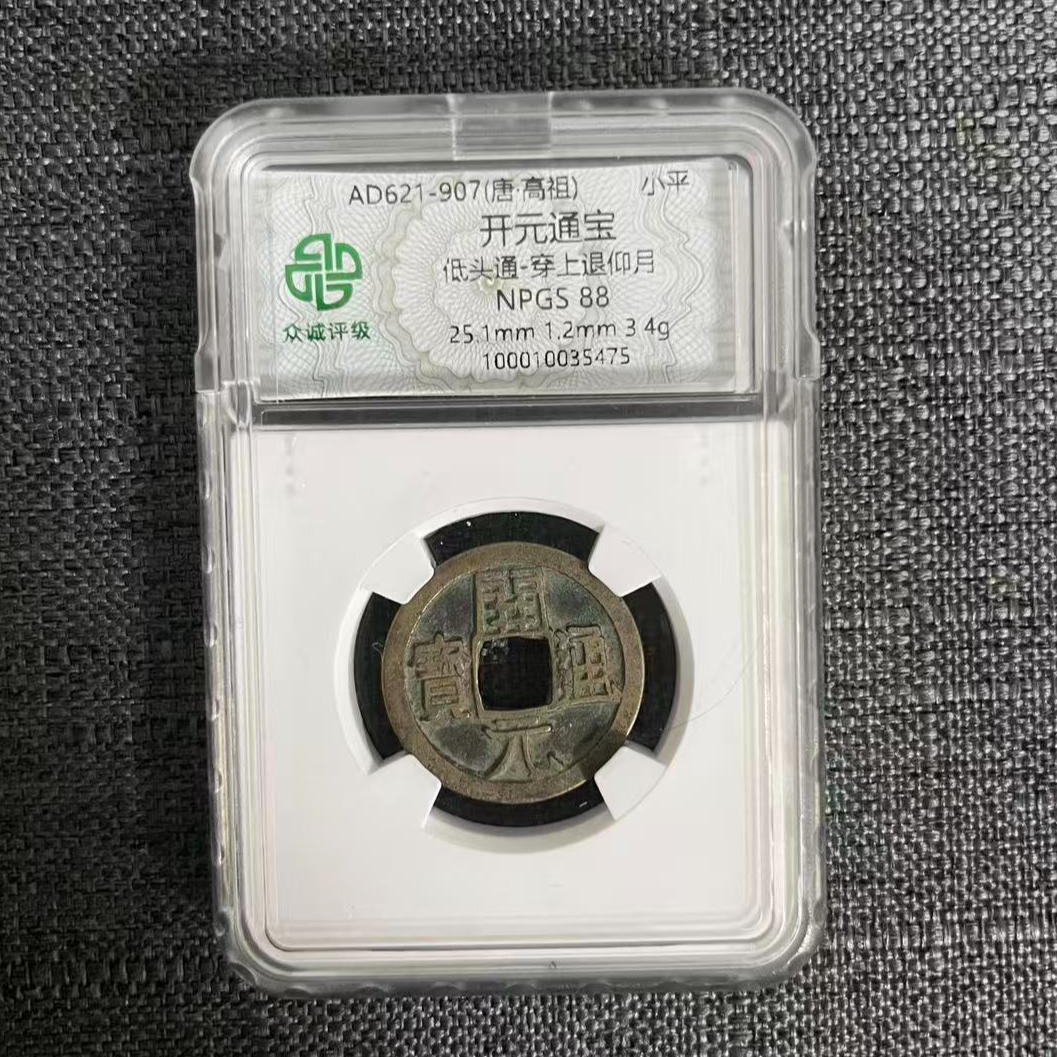 AD621-907(唐·高祖) 小平
开元通宝
低头通-穿上退仰月
NPGS 88
25.1mm 1.2mm 3.4g
100010035475
众诚评级
開
寳 通
元